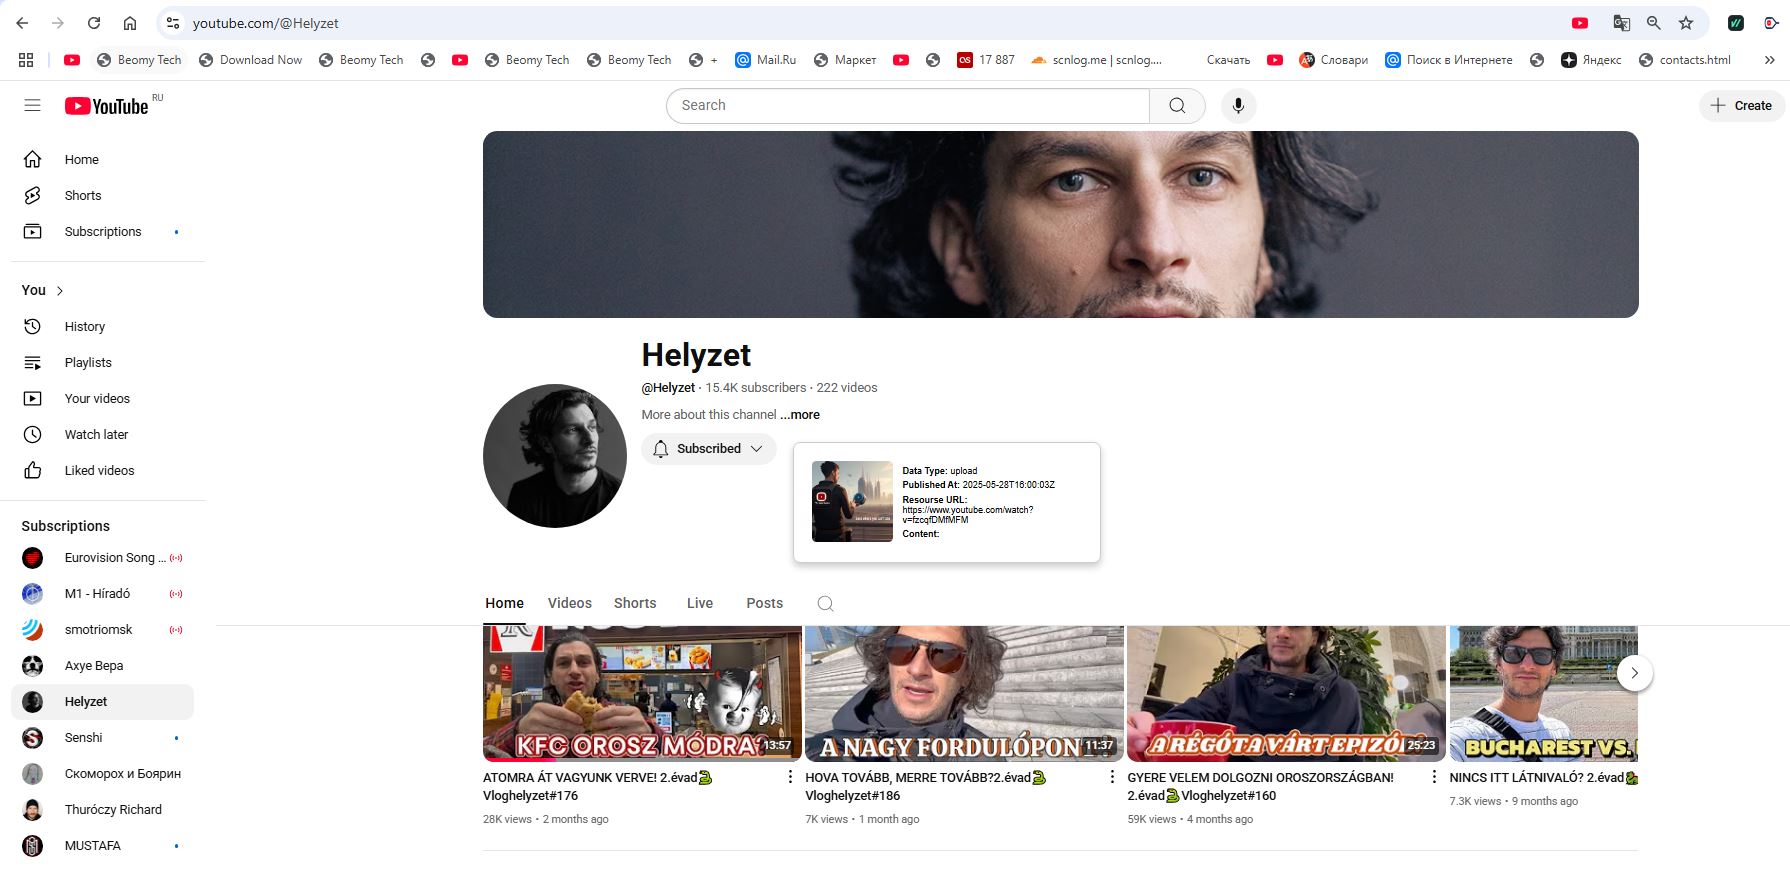 youtube.com/@Helyzet
Beomy Tech
Download Now
Beomy Tech
Beomy Tech
Beomy Tech
+
Mail.Ru
Маркет
17 887
scnlog.me | scnlog....
Скачать
Словари
Поиск в Интернете
Яндекс
contacts.html
»
YouTube RU
Search
Create
Home
Shorts
Subscriptions
You
History
Playlists
Your videos
Watch later
Liked videos
Subscriptions
Eurovision Song ...
M1 - Híradó
smotriomsk
Ахуе Вера
Helyzet
Senshi
Скоморох и Боярин
Thuróczy Richard
MUSTAFA
Helyzet
@Helyzet · 15.4K subscribers · 222 videos
More about this channel ...more
Subscribed
Data Type: upload
Published At: 2025-05-28T16:00:03Z
Resourse URL:
https://www.youtube.com/watch?
v=fzcqfDMfMFM
Content:
Home
Videos
Shorts
Live
Posts
KFC OROSZ MÓDRA?
13:57
ATOMRA ÁT VAGYUNK VERVE! 2.évad🐍
Vloghelyzet#176
28K views • 2 months ago
A NAGY FORDULÓPON
11:37
HOVA TOVÁBB, MERRE TOVÁBB?2.évad🐍
Vloghelyzet#186
7K views • 1 month ago
A RÉGÓTA VÁRT EPIZÓ
25:23
GYERE VELEM DOLGOZNI OROSZORSZÁGBAN!
2.évad🐍Vloghelyzet#160
59K views • 4 months ago
BUCHAREST VS.
NINCS ITT LÁTNIVALÓ? 2.évad🐲
7.3K views • 9 months ago